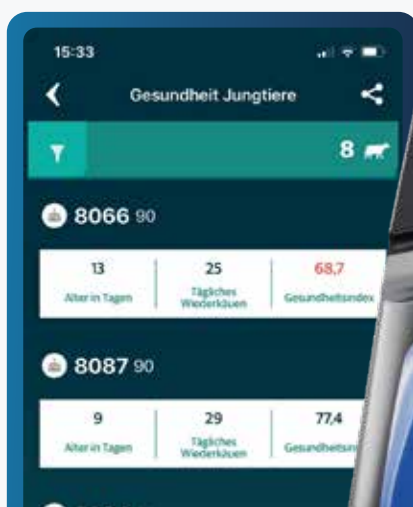 15:33
Gesundheit Jungtiere
8
8066 90
13 25 68,7
Alter in Tagen Tägliches Wiederkäuen Gesundheitsindex
8087 90
9 29 77,4
Alter in Tagen Tägliches Wiederkäuen